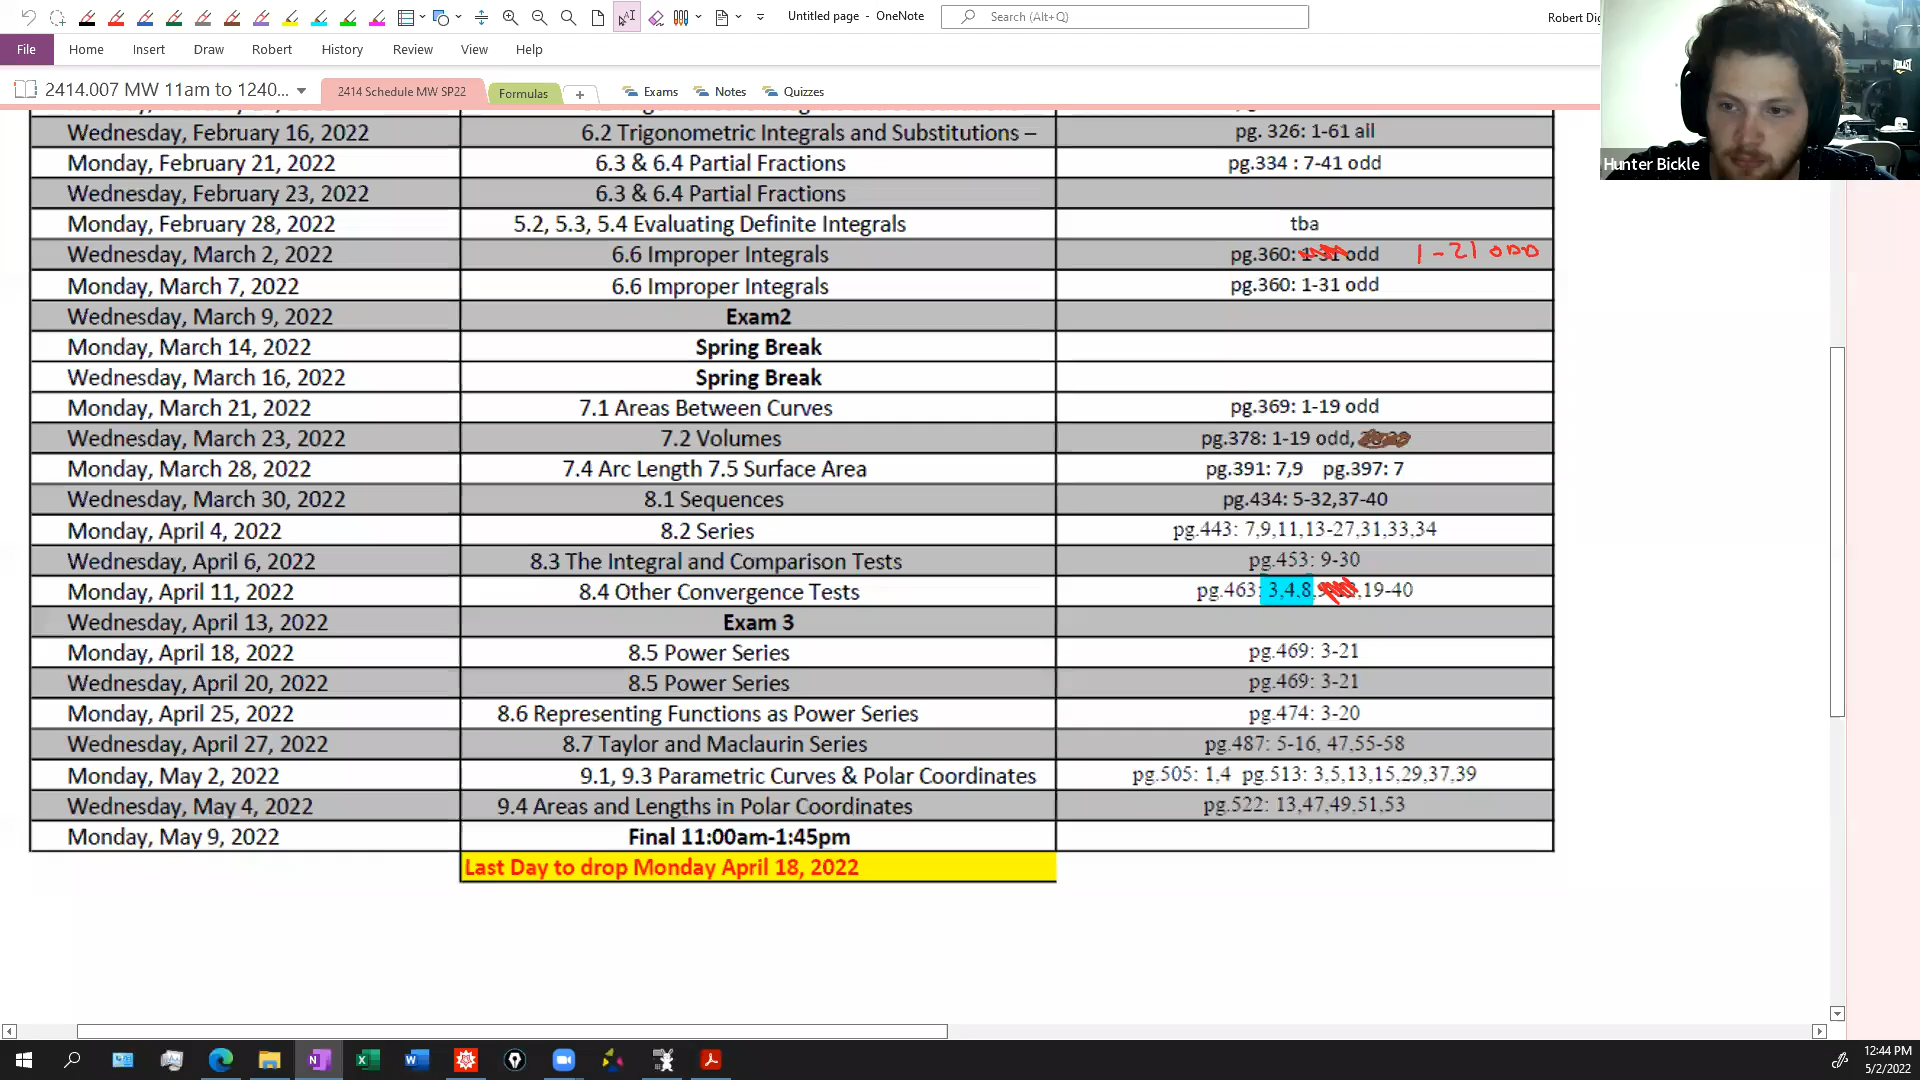 Untitled page - OneNote
Search (Alt+Q)
Robert Dig
File Home Insert Draw Robert History Review View Help
2414.007 MW 11am to 1240...
2414 Schedule MW SP22
Formulas
Exams
Notes
Quizzes
Wednesday, February 16, 2022 6.2 Trigonometric Integrals and Substitutions – pg. 326: 1-61 all
Monday, February 21, 2022 6.3 & 6.4 Partial Fractions pg.334 : 7-41 odd
Wednesday, February 23, 2022 6.3 & 6.4 Partial Fractions
Monday, February 28, 2022 5.2, 5.3, 5.4 Evaluating Definite Integrals tba
Wednesday, March 2, 2022 6.6 Improper Integrals pg.360: 1-31 odd 1-21 ODD
Monday, March 7, 2022 6.6 Improper Integrals pg.360: 1-31 odd
Wednesday, March 9, 2022 Exam2
Monday, March 14, 2022 Spring Break
Wednesday, March 16, 2022 Spring Break
Monday, March 21, 2022 7.1 Areas Between Curves pg.369: 1-19 odd
Wednesday, March 23, 2022 7.2 Volumes pg.378: 1-19 odd,
Monday, March 28, 2022 7.4 Arc Length 7.5 Surface Area pg.391: 7,9 pg.397: 7
Wednesday, March 30, 2022 8.1 Sequences pg.434: 5-32,37-40
Monday, April 4, 2022 8.2 Series pg.443: 7,9,11,13-27,31,33,34
Wednesday, April 6, 2022 8.3 The Integral and Comparison Tests pg.453: 9-30
Monday, April 11, 2022 8.4 Other Convergence Tests pg.463: 3,4,8, ,19-40
Wednesday, April 13, 2022 Exam 3
Monday, April 18, 2022 8.5 Power Series pg.469: 3-21
Wednesday, April 20, 2022 8.5 Power Series pg.469: 3-21
Monday, April 25, 2022 8.6 Representing Functions as Power Series pg.474: 3-20
Wednesday, April 27, 2022 8.7 Taylor and Maclaurin Series pg.487: 5-16, 47,55-58
Monday, May 2, 2022 9.1, 9.3 Parametric Curves & Polar Coordinates pg.505: 1,4 pg.513: 3,5,13,15,29,37,39
Wednesday, May 4, 2022 9.4 Areas and Lengths in Polar Coordinates pg.522: 13,47,49,51,53
Monday, May 9, 2022 Final 11:00am-1:45pm
Last Day to drop Monday April 18, 2022
Hunter Bickle
EVERLAST
12:44 PM
5/2/2022